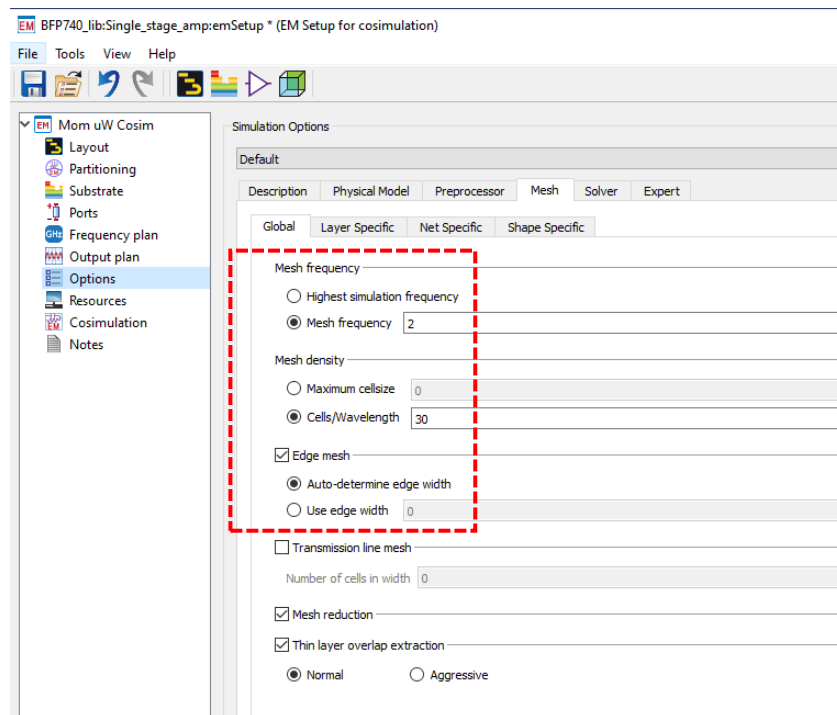 EM BFP740_lib:Single_stage_amp:emSetup * (EM Setup for cosimulation)
File Tools View Help
EM Mom uW Cosim
Layout
Partitioning
Substrate
Ports
GHz Frequency plan
Output plan
Options
Resources
EM Cosimulation
Notes
Simulation Options
Default
Description Physical Model Preprocessor Mesh Solver Expert
Global Layer Specific Net Specific Shape Specific
Mesh frequency
Highest simulation frequency
Mesh frequency 2
Mesh density
Maximum cellsize 0
Cells/Wavelength 30
Edge mesh
Auto-determine edge width
Use edge width 0
Transmission line mesh
Number of cells in width 0
Mesh reduction
Thin layer overlap extraction
Normal Aggressive